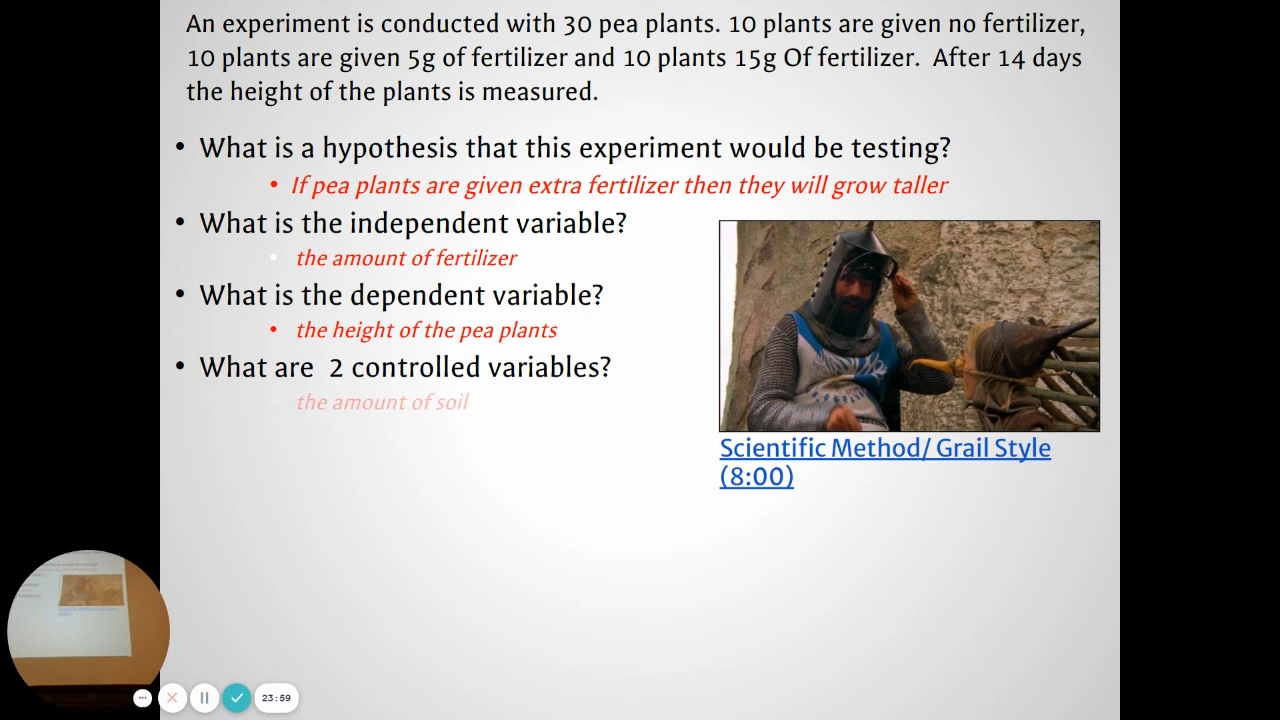 An experiment is conducted with 30 pea plants. 10 plants are given no fertilizer,
10 plants are given 5g of fertilizer and 10 plants 15g Of fertilizer. After 14 days
the height of the plants is measured.
• What is a hypothesis that this experiment would be testing?
• If pea plants are given extra fertilizer then they will grow taller
• What is the independent variable?
• the amount of fertilizer
• What is the dependent variable?
• the height of the pea plants
• What are 2 controlled variables?
• the amount of soil
Scientific Method/ Grail Style
(8:00)
23:59